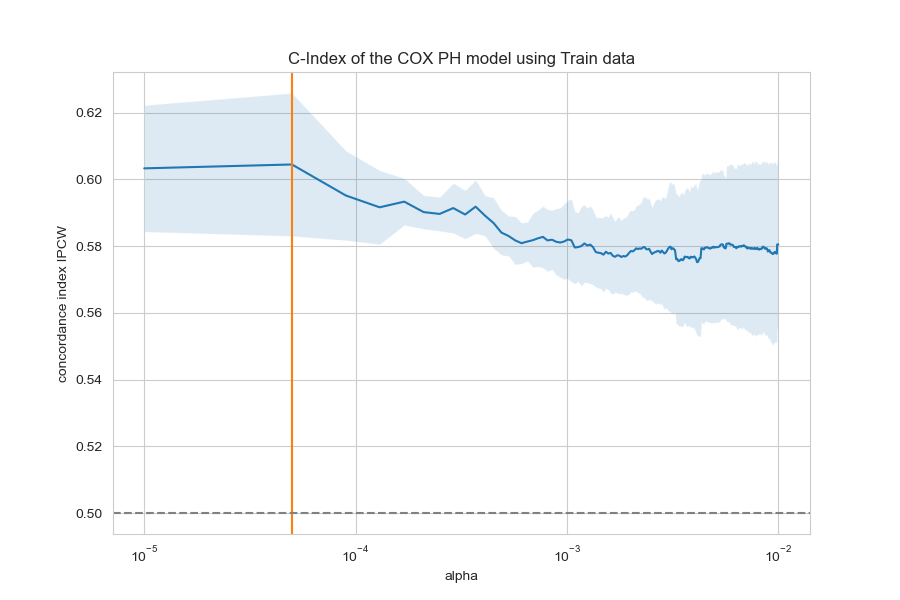 C-Index of the COX PH model using Train data
concordance index IPCW
0.62
0.60
0.58
0.56
0.54
0.52
0.50
10⁻⁵ 10⁻⁴ 10⁻³ 10⁻²
alpha